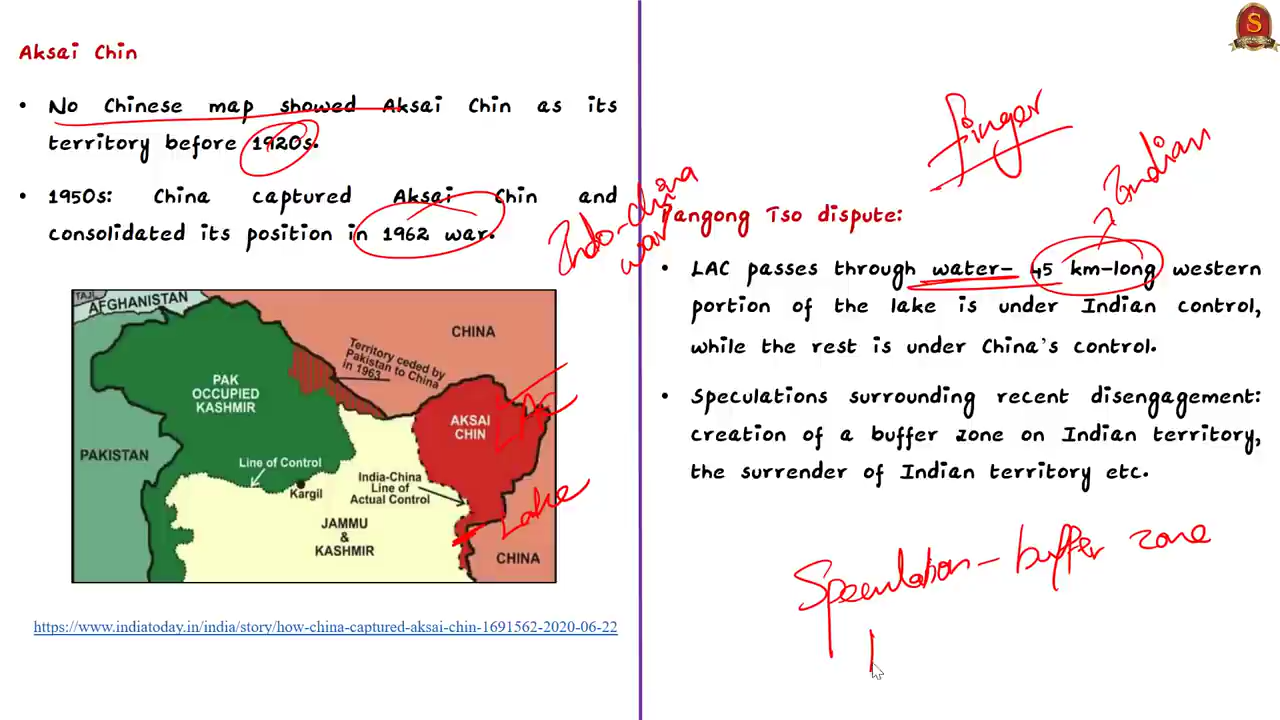 Aksai Chin
• No Chinese map showed Aksai Chin as its
territory before 1920s.
• 1950s: China captured Aksai Chin and
consolidated its position in 1962 war.
Indo-china
war
TAJ.
AFGHANISTAN
CHINA
Territory ceded by
Pakistan to China
in 1963
PAK
OCCUPIED
KASHMIR
AKSAI
CHIN
LAC
PAKISTAN
Line of Control
Kargil
India-China
Line of
Actual Control
Lake
JAMMU
&
KASHMIR
CHINA
https://www.indiatoday.in/india/story/how-china-captured-aksai-chin-1691562-2020-06-22
S
finger
Indian
Pangong Tso dispute:
• LAC passes through water- 45 km-long western
portion of the lake is under Indian control,
while the rest is under China's control.
• Speculations surrounding recent disengagement:
creation of a buffer zone on Indian territory,
the surrender of Indian territory etc.
Speculation - buffer zone